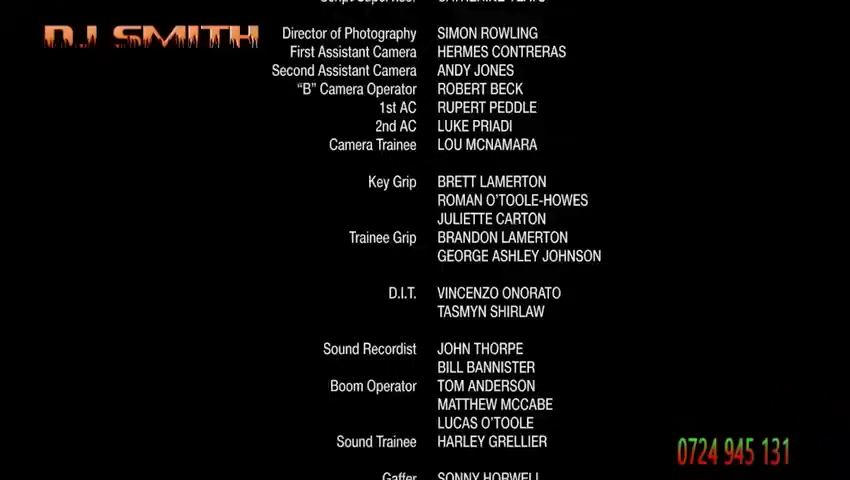 DJ SMITH
Director of Photography SIMON ROWLING
First Assistant Camera HERMES CONTRERAS
Second Assistant Camera ANDY JONES
“B” Camera Operator ROBERT BECK
1st AC RUPERT PEDDLE
2nd AC LUKE PRIADI
Camera Trainee LOU MCNAMARA
Key Grip BRETT LAMERTON
ROMAN O’TOOLE-HOWES
JULIETTE CARTON
Trainee Grip BRANDON LAMERTON
GEORGE ASHLEY JOHNSON
D.I.T. VINCENZO ONORATO
TASMYN SHIRLAW
Sound Recordist JOHN THORPE
BILL BANNISTER
Boom Operator TOM ANDERSON
MATTHEW MCCABE
LUCAS O’TOOLE
Sound Trainee HARLEY GRELLIER
0724 945 131
Gaffer SONNY HORWELL